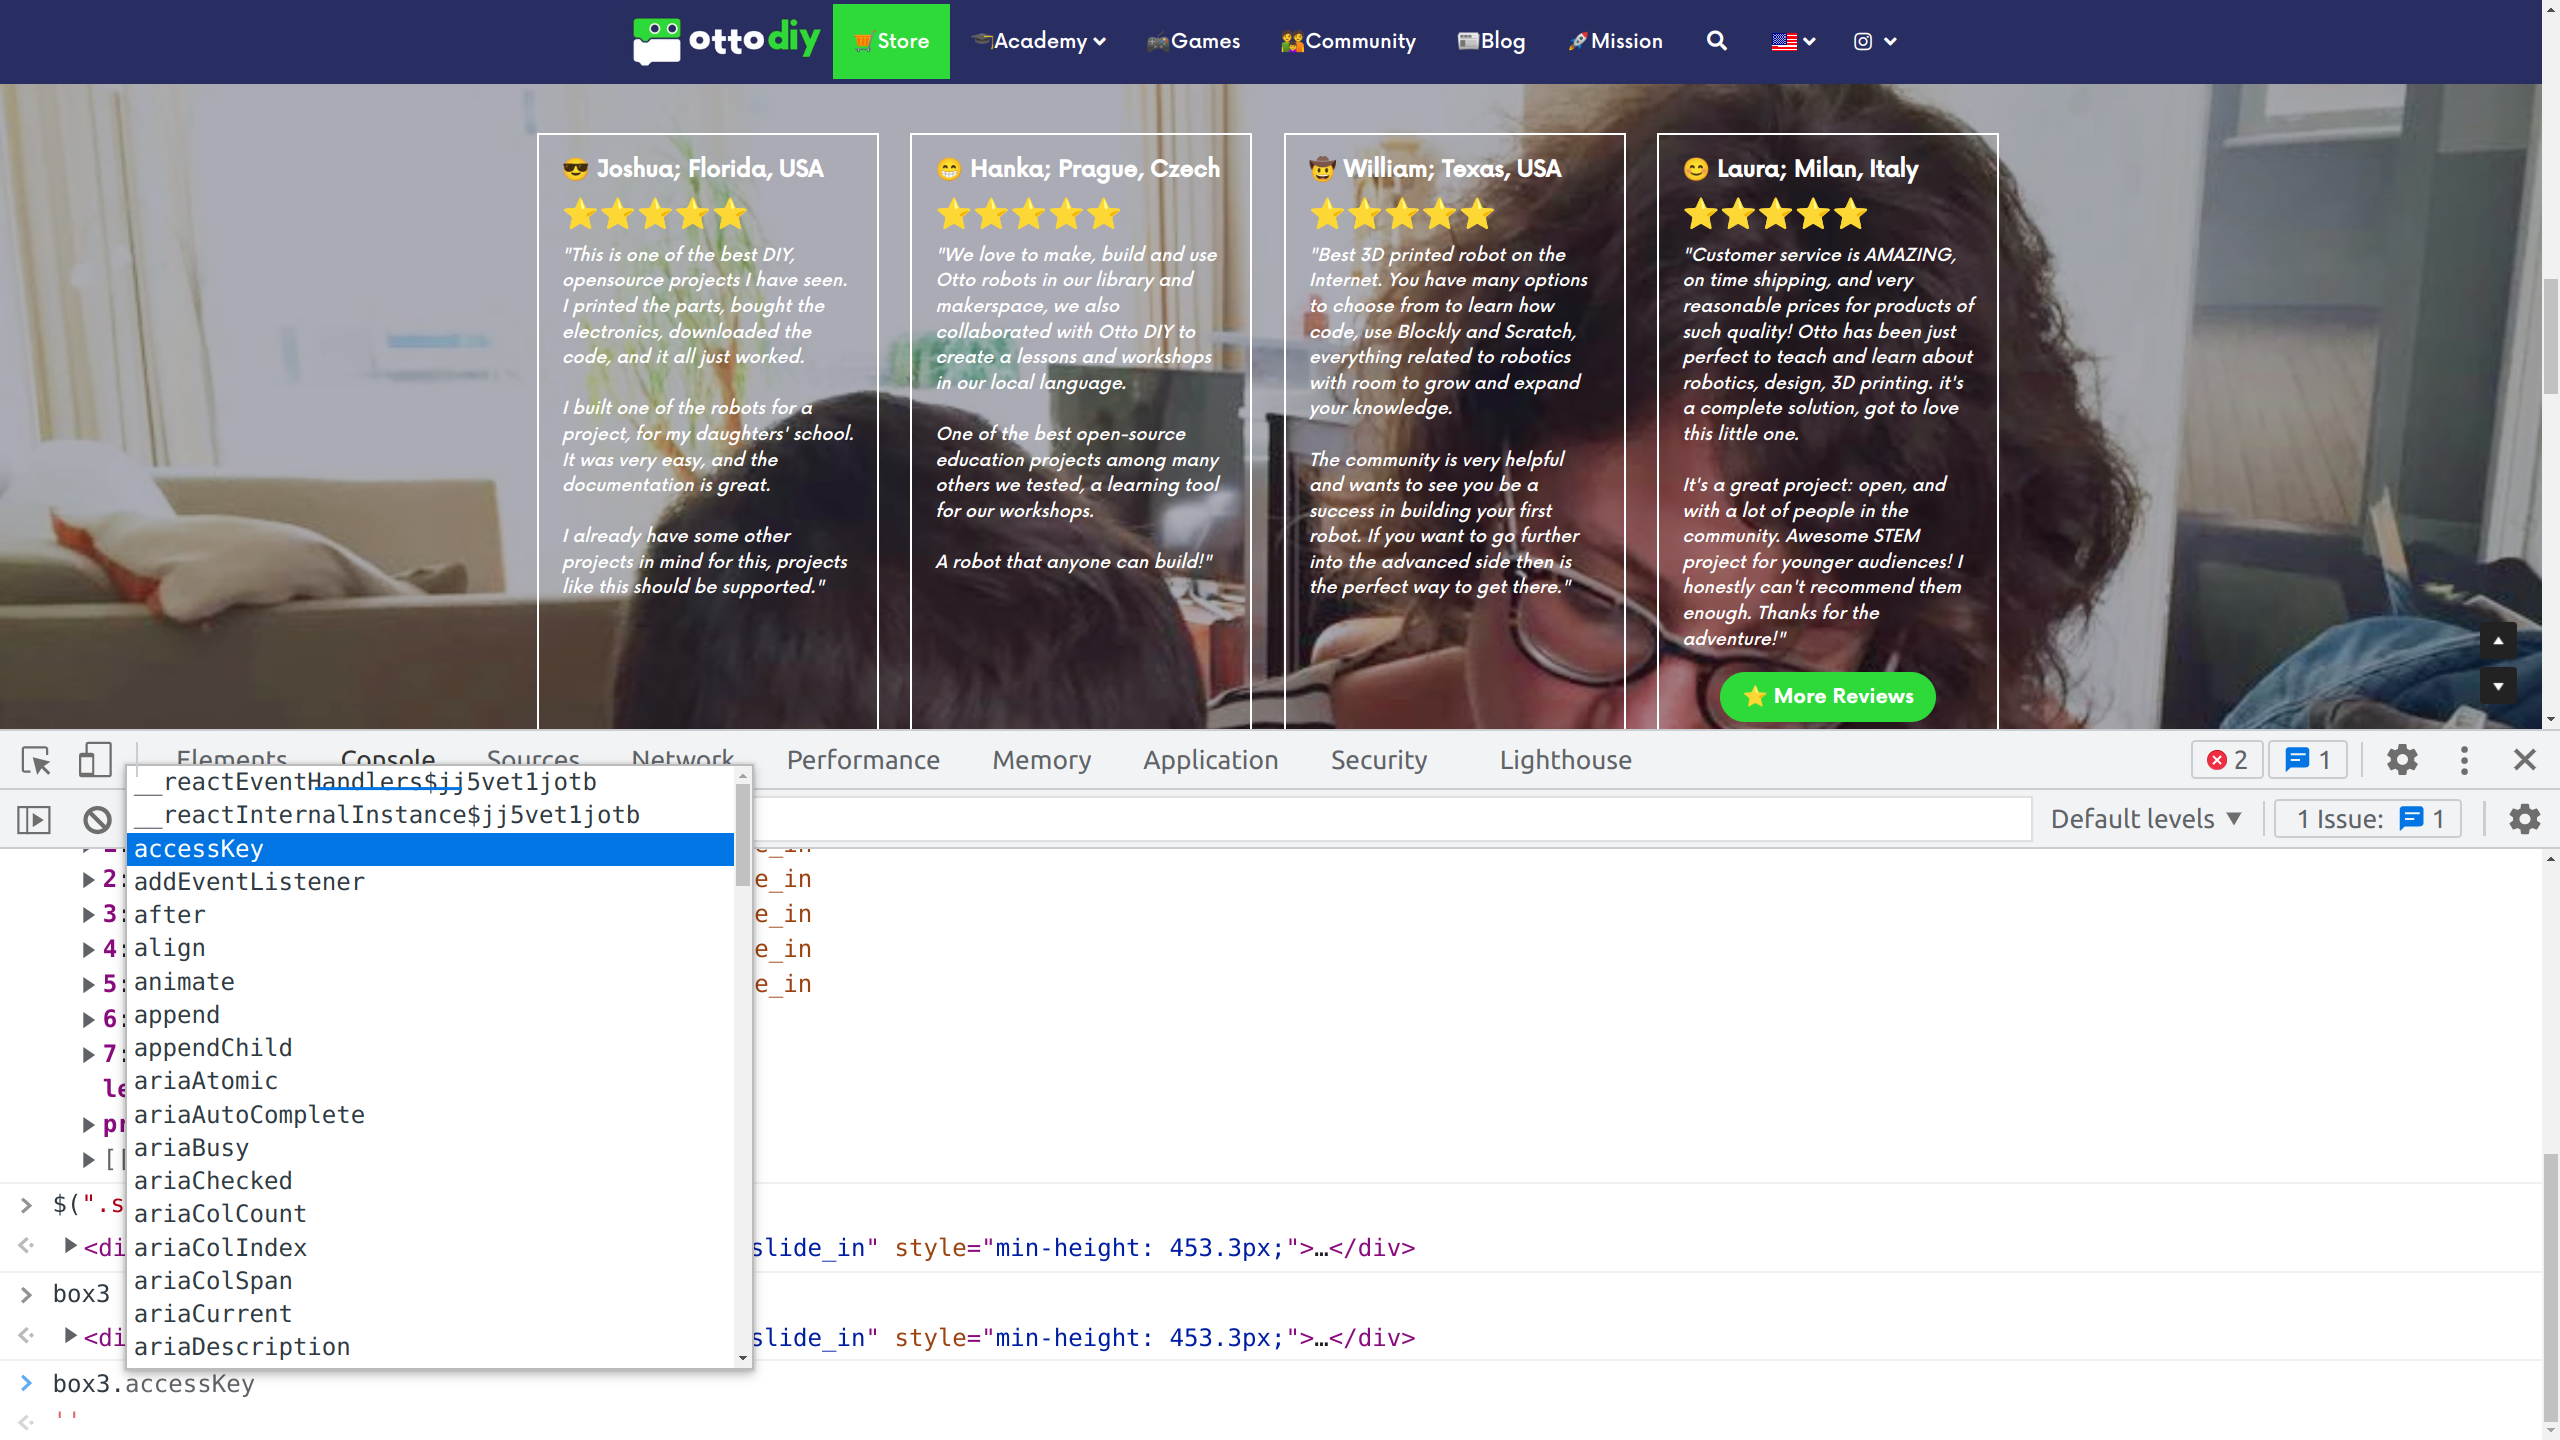 otto diy
Store
Academy
Games
Community
Blog
Mission
Joshua; Florida, USA
"This is one of the best DIY,
opensource projects I have seen.
I printed the parts, bought the
electronics, downloaded the
code, and it all just worked.
I built one of the robots for a
project, for my daughters' school.
It was very easy, and the
documentation is great.
I already have some other
projects in mind for this, projects
like this should be supported."
Hanka; Prague, Czech
"We love to make, build and use
Otto robots in our library and
makerspace, we also
collaborated with Otto DIY to
create a lessons and workshops
in our local language.
One of the best open-source
education projects among many
others we tested, a learning tool
for our workshops.
A robot that anyone can build!"
William; Texas, USA
"Best 3D printed robot on the
Internet. You have many options
to choose from to learn how
code, use Blockly and Scratch,
everything related to robotics
with room to grow and expand
your knowledge.
The community is very helpful
and wants to see you be a
success in building your first
robot. If you want to go further
into the advanced side then is
the perfect way to get there."
Laura; Milan, Italy
"Customer service is AMAZING,
on time shipping, and very
reasonable prices for products of
such quality! Otto has been just
perfect to teach and learn about
robotics, design, 3D printing. it's
a complete solution, got to love
this little one.
It's a great project: open, and
with a lot of people in the
community. Awesome STEM
project for younger audiences! I
honestly can't recommend them
enough. Thanks for the
adventure!"
More Reviews
Elements Console Sources Network Performance Memory Application Security Lighthouse 2 1
Default levels ▼ 1 Issue: 1
__reactEventHandlers$jj5vet1jotb
__reactInternalInstance$jj5vet1jotb
accessKey
addEventListener
after
align
animate
append
appendChild
ariaAtomic
ariaAutoComplete
ariaBusy
ariaChecked
ariaColCount
ariaColIndex
ariaColSpan
ariaCurrent
ariaDescription
2: e_in
3: e_in
4: e_in
5: e_in
6:
7:
le
pr
[[
$(".s
<di slide_in" style="min-height: 453.3px;">…</div>
box3
<di slide_in" style="min-height: 453.3px;">…</div>
box3.accessKey
''